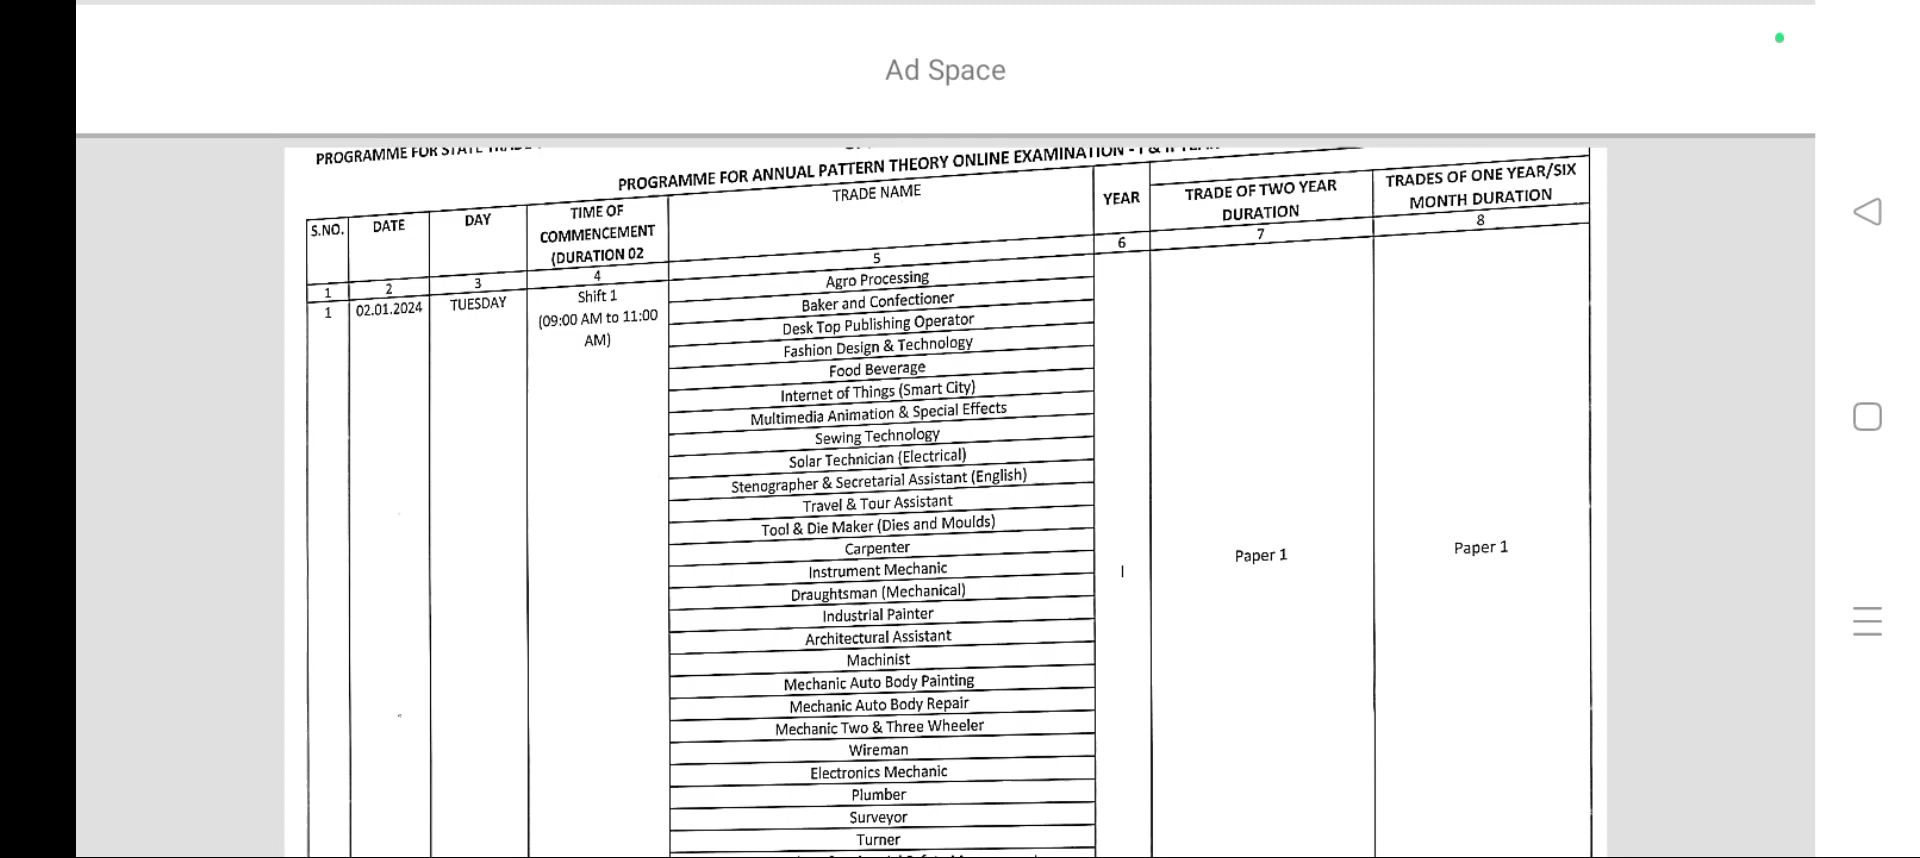 Ad Space
PROGRAMME FOR STATE
PROGRAMME FOR ANNUAL PATTERN THEORY ONLINE EXAMINATION - I & II YEAR
S.NO.
DATE
DAY
TIME OF
COMMENCEMENT
(DURATION 02
TRADE NAME
YEAR
TRADE OF TWO YEAR
DURATION
TRADES OF ONE YEAR/SIX
MONTH DURATION
1
2
3
4
5
6
7
8
1
02.01.2024
TUESDAY
Shift 1
(09:00 AM to 11:00
AM)
Agro Processing
Baker and Confectioner
Desk Top Publishing Operator
Fashion Design & Technology
Food Beverage
Internet of Things (Smart City)
Multimedia Animation & Special Effects
Sewing Technology
Solar Technician (Electrical)
Stenographer & Secretarial Assistant (English)
Travel & Tour Assistant
Tool & Die Maker (Dies and Moulds)
Carpenter
Instrument Mechanic
Draughtsman (Mechanical)
Industrial Painter
Architectural Assistant
Machinist
Mechanic Auto Body Painting
Mechanic Auto Body Repair
Mechanic Two & Three Wheeler
Wireman
Electronics Mechanic
Plumber
Surveyor
Turner
I
Paper 1
Paper 1